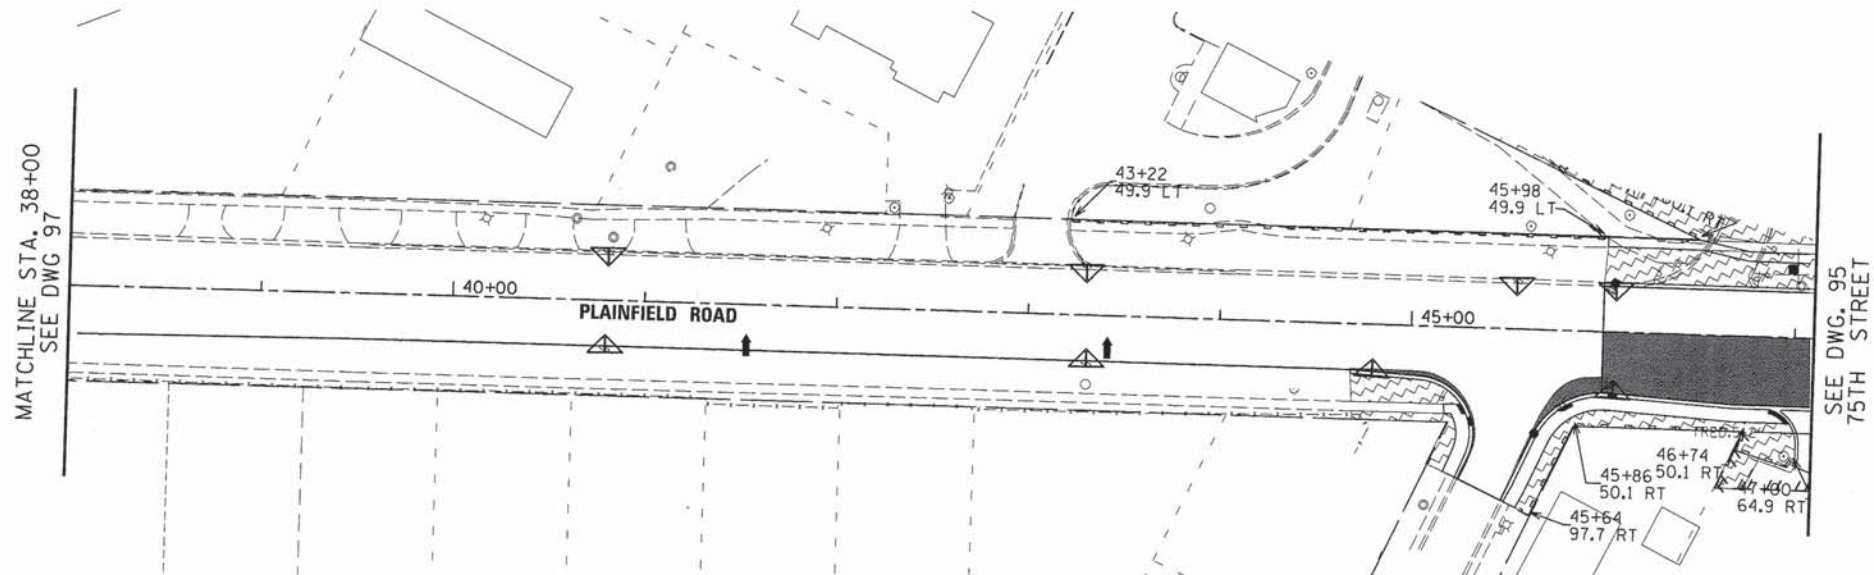 MATCHLINE STA. 38+00
SEE DWG 97
43+22
49.9 LT
45+98
49.9 LT
40+00
PLAINFIELD ROAD
45+00
SEE DWG. 95
75TH STREET
46+74
50.1 RT
45+86
50.1 RT
47+00
64.9 RT
45+64
97.7 RT